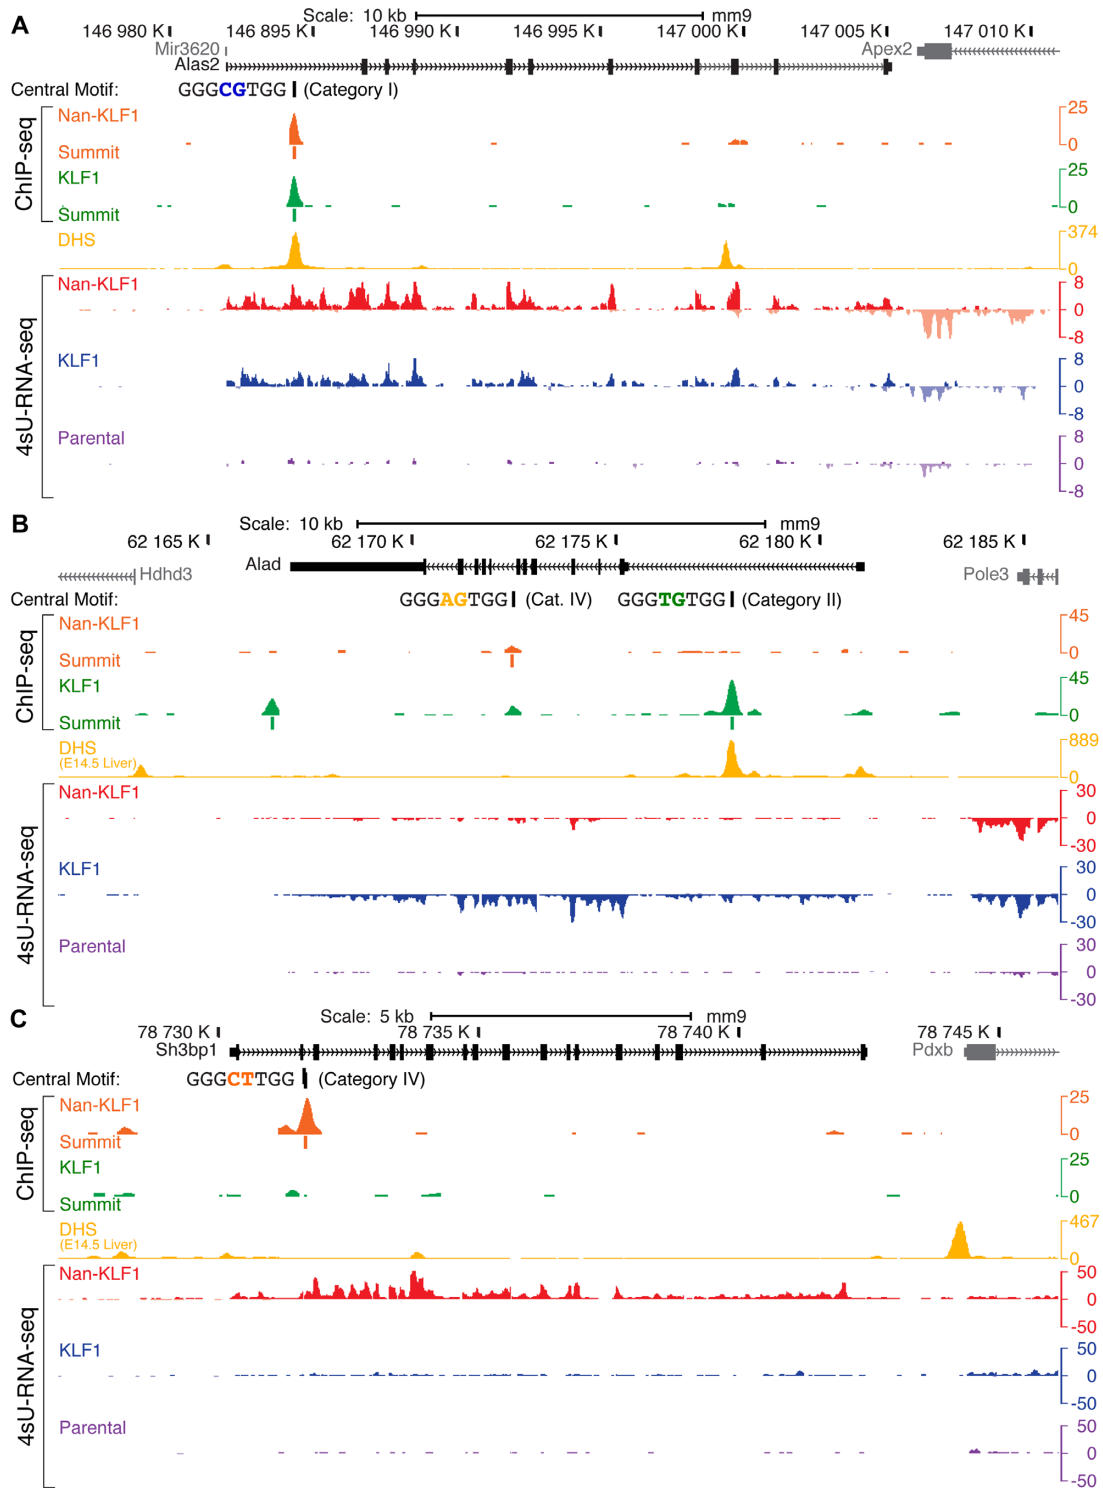 A
Scale: 10 kb mm9
146 980 K 146 895 K 146 990 K 146 995 K 147 000 K 147 005 K 147 010 K
Mir3620 Apex2
Alas2
Central Motif: GGGCGTGG (Category I)
ChIP-seq
Nan-KLF1 25
0
Summit
KLF1 25
0
Summit
DHS 374
0
4sU-RNA-seq
Nan-KLF1 8
0
-8
KLF1 8
0
-8
Parental 8
0
-8
B
Scale: 10 kb mm9
62 165 K 62 170 K 62 175 K 62 180 K 62 185 K
Alad
Hdhd3 Pole3
Central Motif: GGGAGTGG (Cat. IV) GGGTGTGG (Category II)
ChIP-seq
Nan-KLF1 45
0
Summit
KLF1 45
0
Summit
DHS 889
(E14.5 Liver)
0
4sU-RNA-seq
Nan-KLF1 30
0
-30
KLF1 30
0
-30
Parental 30
0
-30
C
Scale: 5 kb mm9
78 730 K 78 735 K 78 740 K 78 745 K
Sh3bp1 Pdxb
Central Motif: GGGCTTGG (Category IV)
ChIP-seq
Nan-KLF1 25
0
Summit
KLF1 25
0
Summit
DHS 467
(E14.5 Liver)
0
4sU-RNA-seq
Nan-KLF1 50
0
-50
KLF1 50
0
-50
Parental 50
0
-50